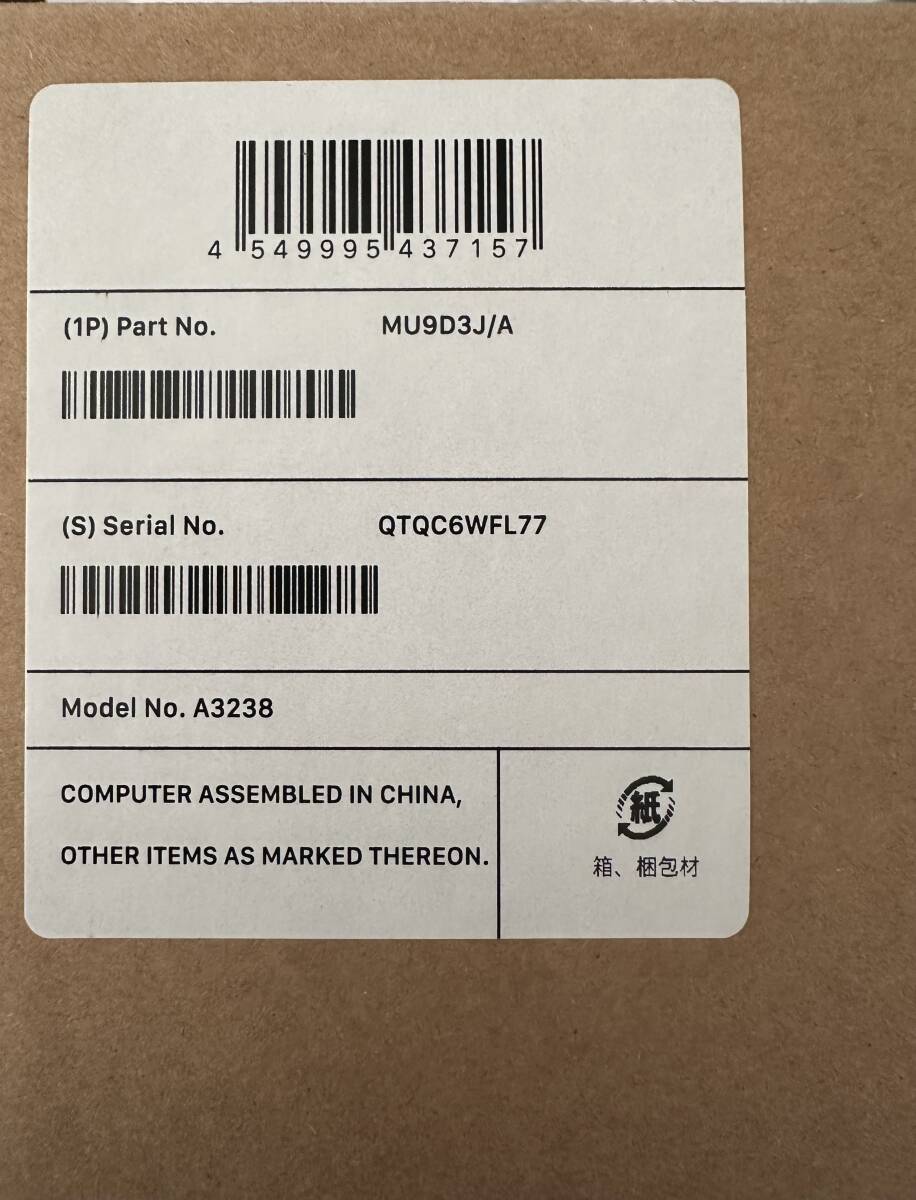 4 549995 437157
(1P) Part No. MU9D3J/A
(S) Serial No. QTQC6WFL77
Model No. A3238
COMPUTER ASSEMBLED IN CHINA,
OTHER ITEMS AS MARKED THEREON.
紙
箱、梱包材